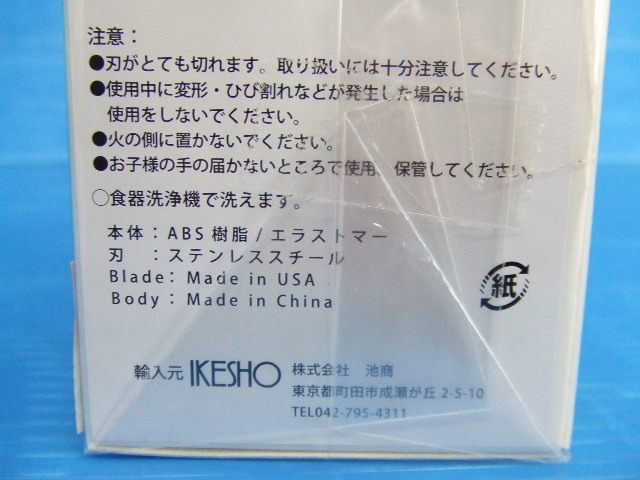 注意：
●刃がとても切れます。取り扱いには十分注意してください。
●使用中に変形・ひび割れなどが発生した場合は
使用をしないでください。
●火の側に置かないでください。
●お子様の手の届かないところで使用、保管してください。
○食器洗浄機で洗えます。
本体：ABS樹脂/エラストマー
刃：ステンレススチール
Blade: Made in USA
Body: Made in China
紙
輸入元 IKESHO 株式会社 池商
東京都町田市成瀬が丘 2-5-10
TEL042-795-4311